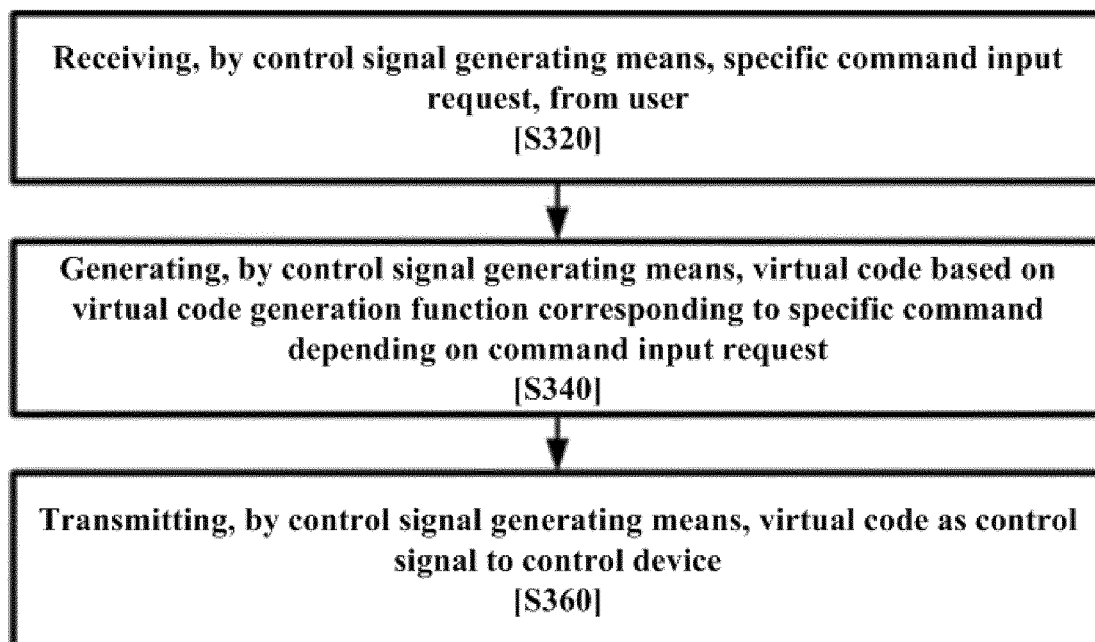 Receiving, by control signal generating means, specific command input
request, from user
[S320]
Generating, by control signal generating means, virtual code based on
virtual code generation function corresponding to specific command
depending on command input request
[S340]
Transmitting, by control signal generating means, virtual code as control
signal to control device
[S360]